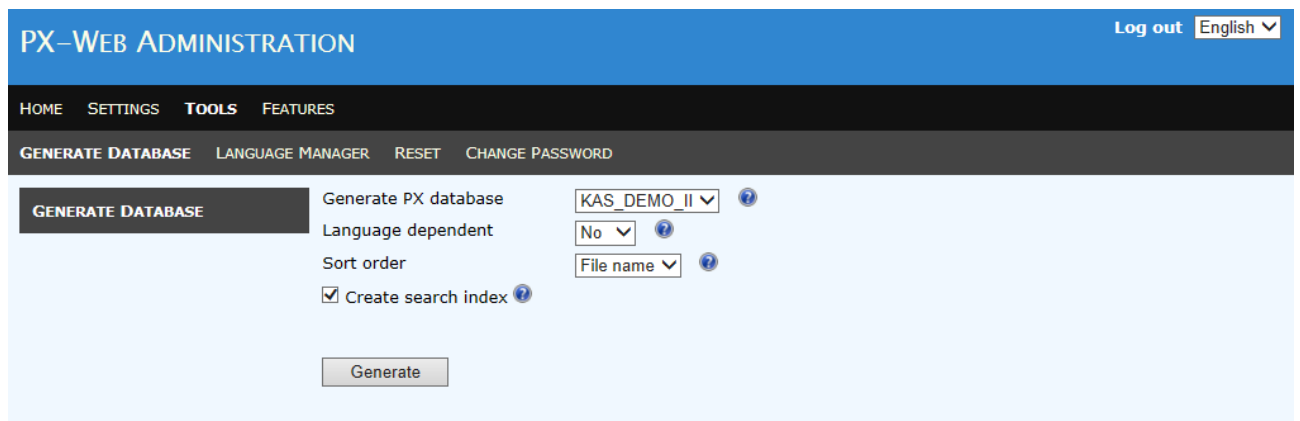 PX-WEB ADMINISTRATION
Log out English
HOME SETTINGS TOOLS FEATURES
GENERATE DATABASE LANGUAGE MANAGER RESET CHANGE PASSWORD
GENERATE DATABASE
Generate PX database KAS_DEMO_II
Language dependent No
Sort order File name
Create search index
Generate